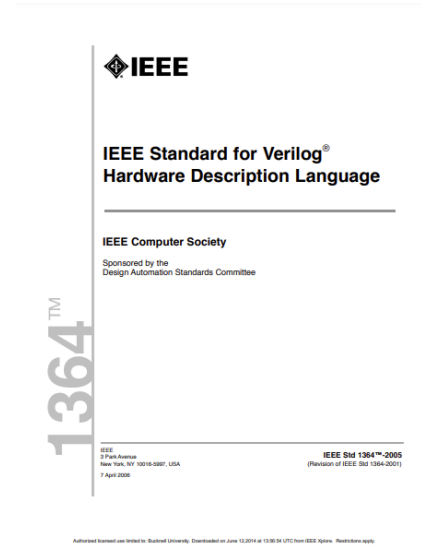 IEEE
IEEE Standard for Verilog®
Hardware Description Language
IEEE Computer Society
Sponsored by the
Design Automation Standards Committee
1364™
IEEE
3 Park Avenue
New York, NY 10016-5997, USA
7 April 2006
IEEE Std 1364™-2005
(Revision of IEEE Std 1364-2001)
Authorized licensed use limited to: Bucknell University. Downloaded on June 12,2014 at 13:56:54 UTC from IEEE Xplore. Restrictions apply.